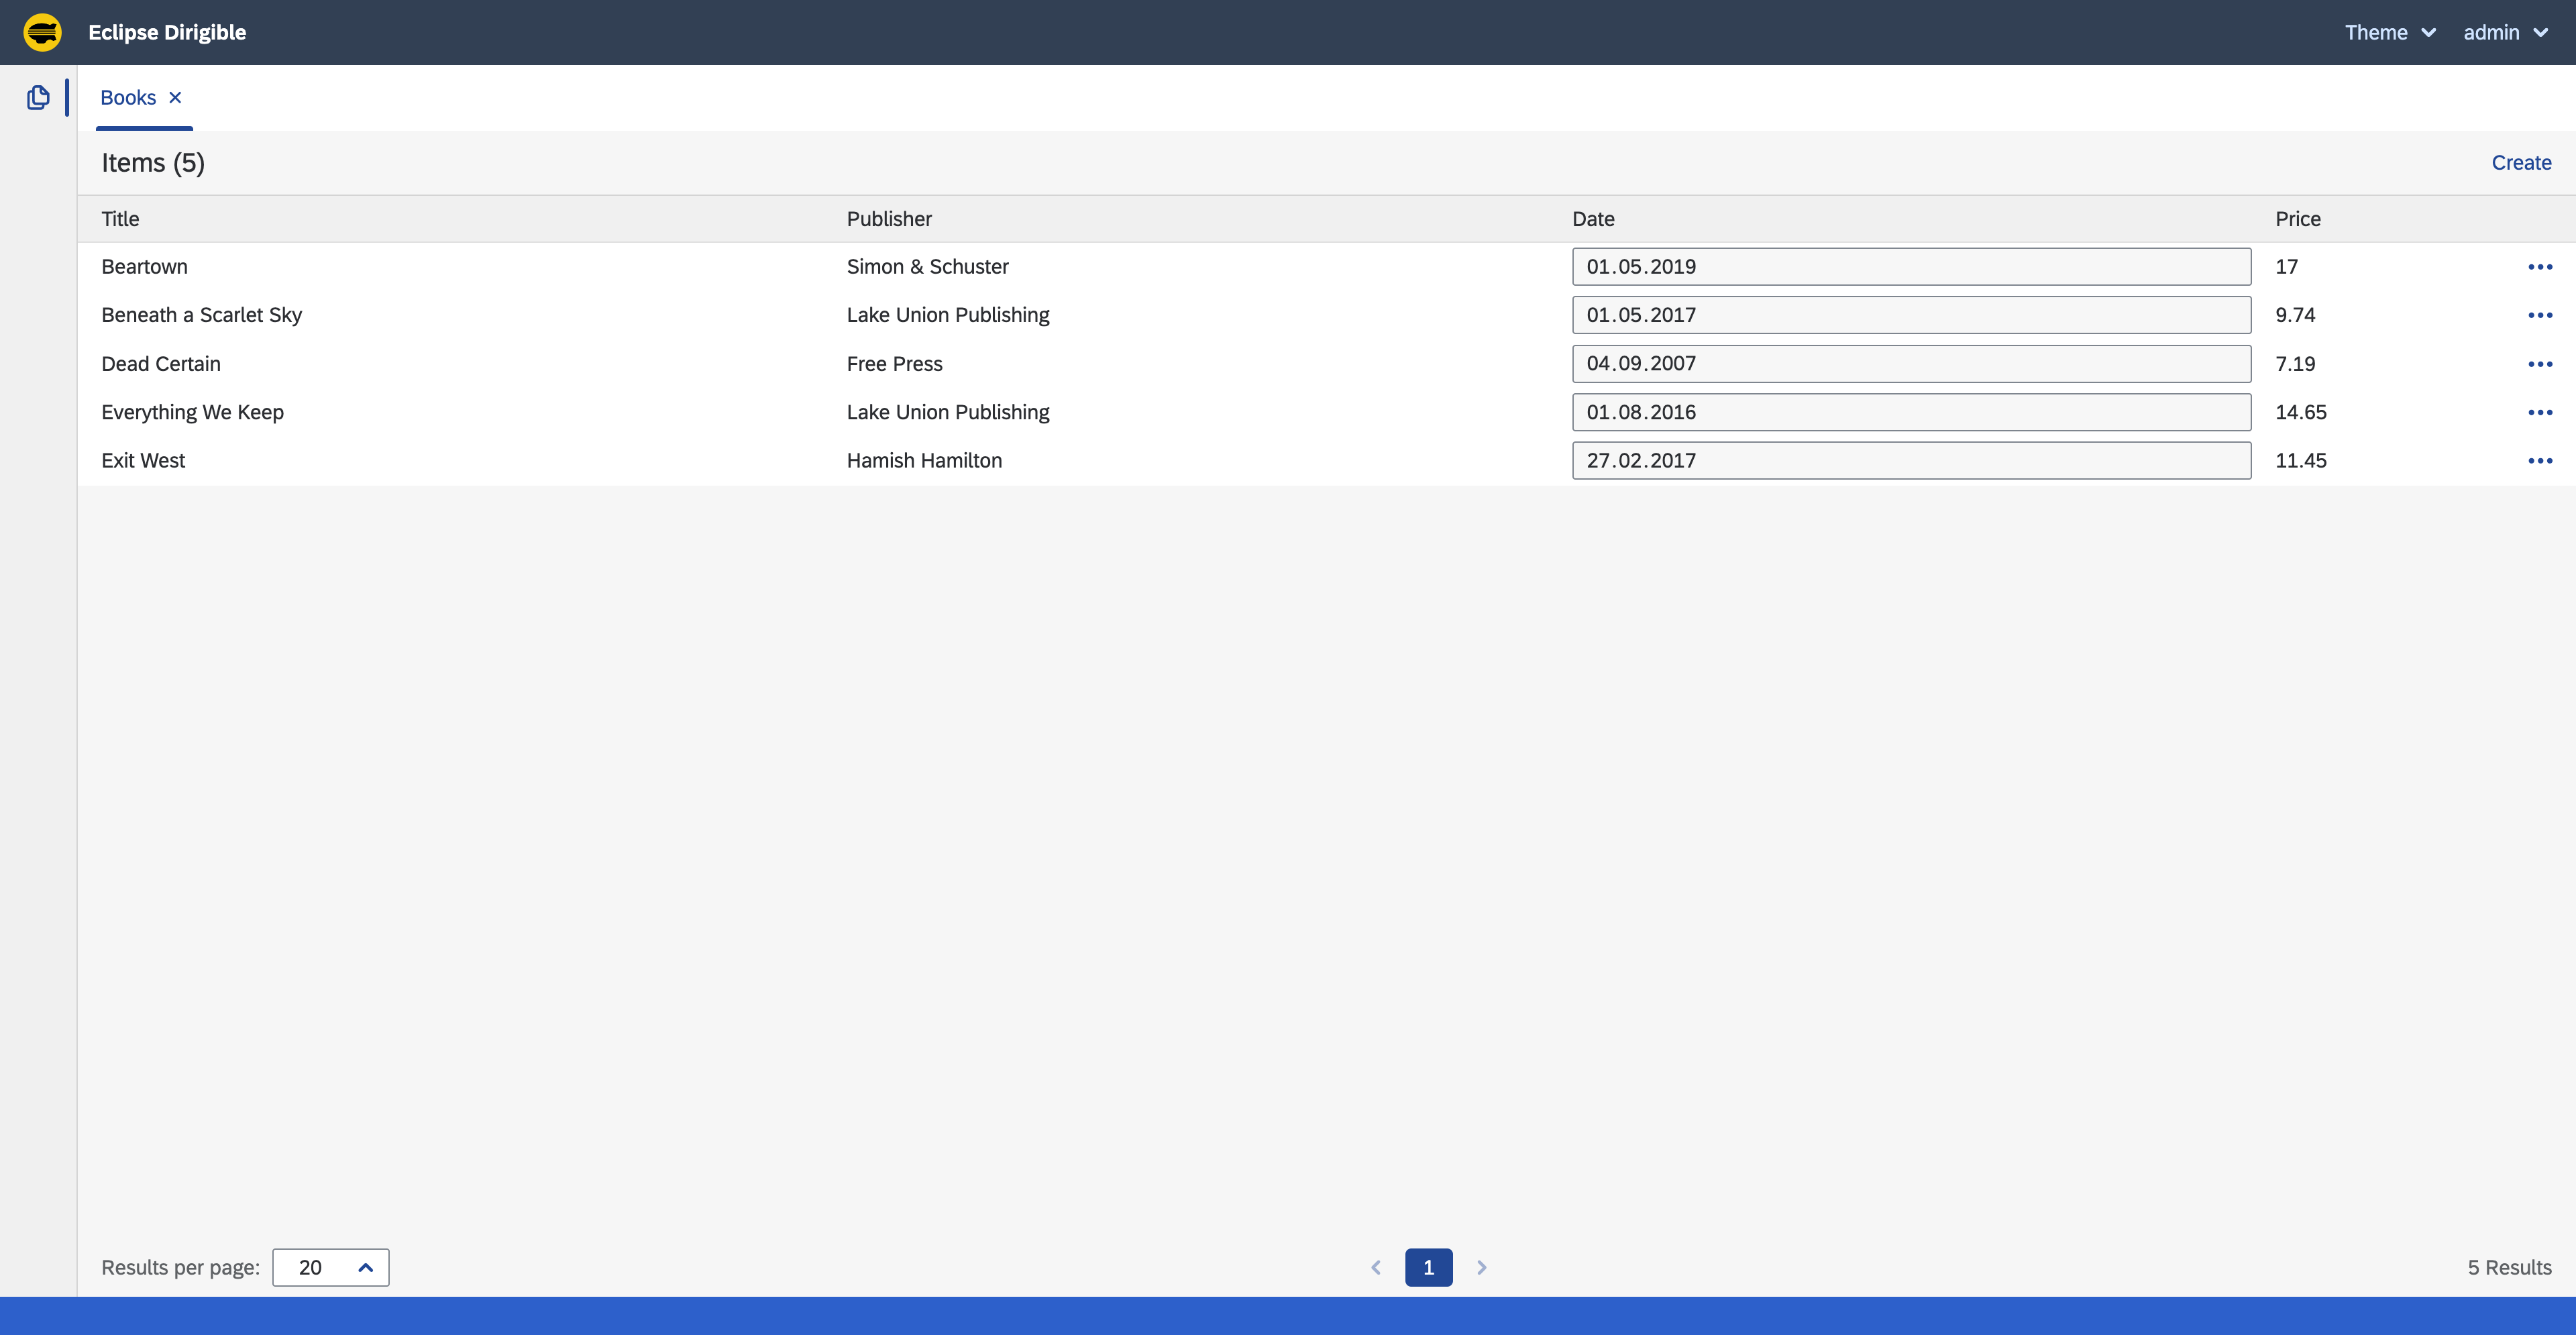 Eclipse Dirigible Theme admin
Books
Items (5) Create
Title Publisher Date Price
Beartown Simon & Schuster 01.05.2019 17
Beneath a Scarlet Sky Lake Union Publishing 01.05.2017 9.74
Dead Certain Free Press 04.09.2007 7.19
Everything We Keep Lake Union Publishing 01.08.2016 14.65
Exit West Hamish Hamilton 27.02.2017 11.45
Results per page: 20 1 5 Results